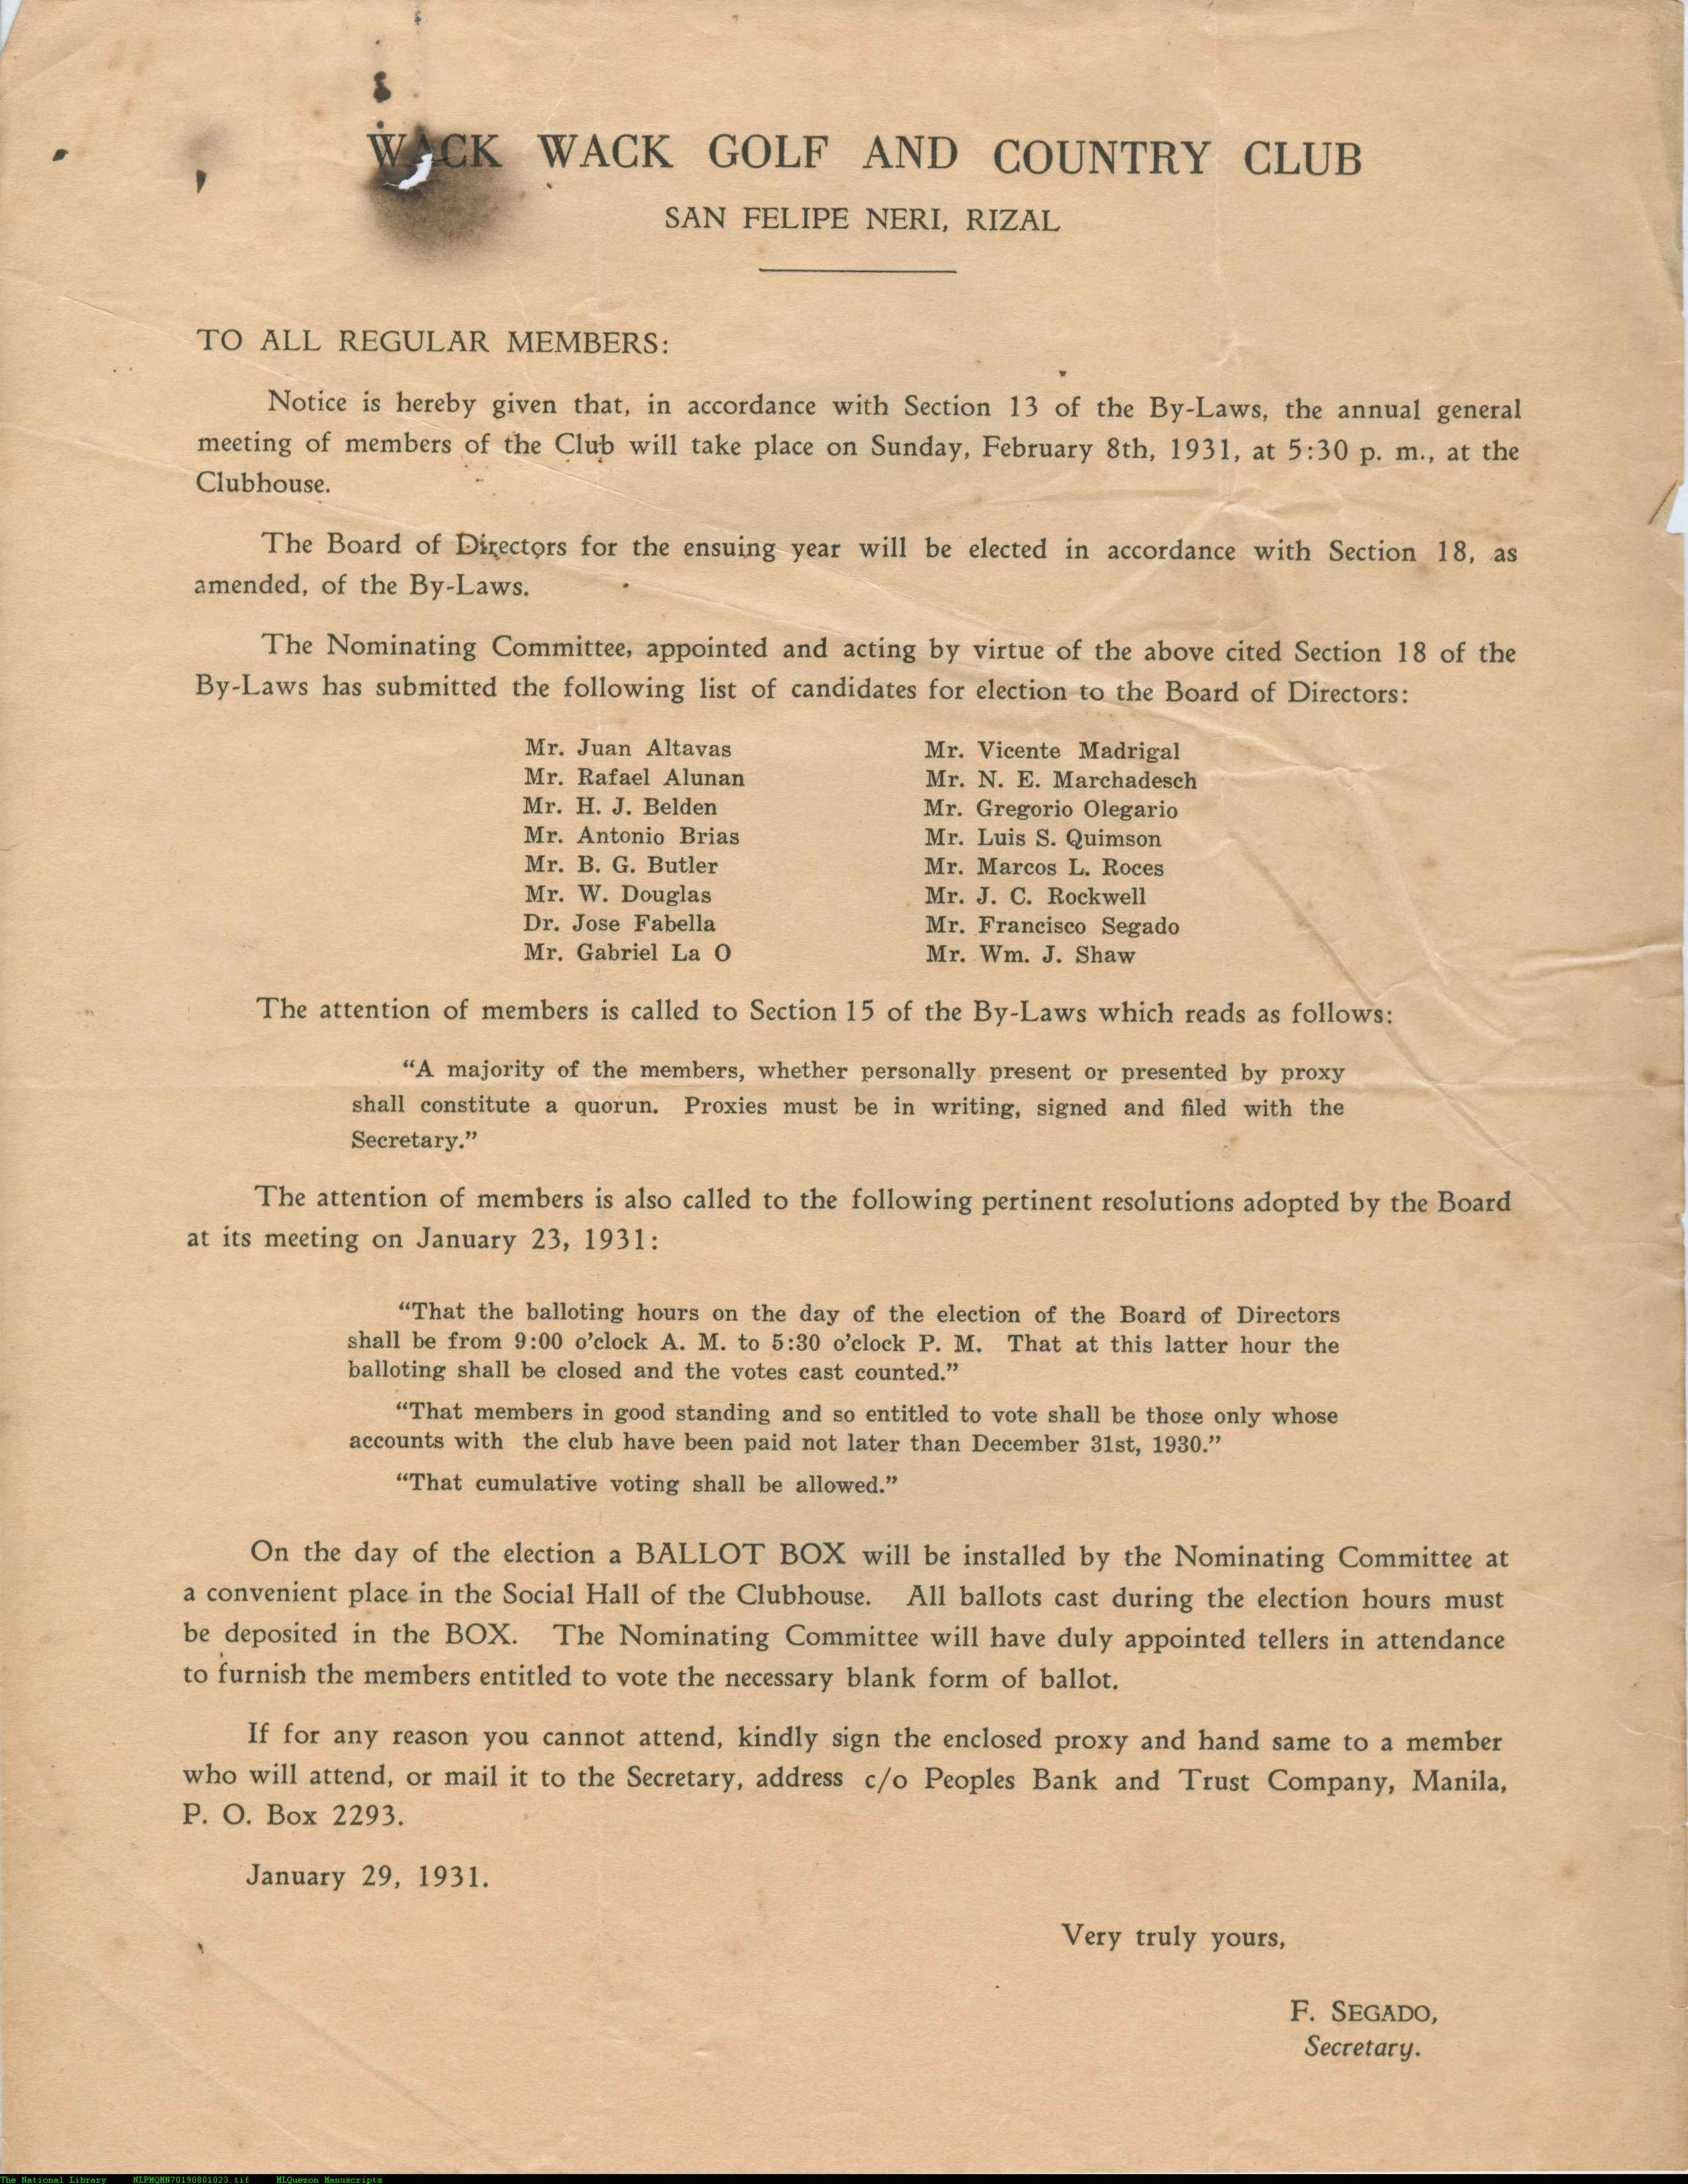 WACK WACK GOLF AND COUNTRY CLUB
SAN FELIPE NERI, RIZAL
TO ALL REGULAR MEMBERS:
Notice is hereby given that, in accordance with Section 13 of the By-Laws, the annual general
meeting of members of the Club will take place on Sunday, February 8th, 1931, at 5:30 p. m., at the
Clubhouse.
The Board of Directors for the ensuing year will be elected in accordance with Section 18, as
amended, of the By-Laws.
The Nominating Committee, appointed and acting by virtue of the above cited Section 18 of the
By-Laws has submitted the following list of candidates for election to the Board of Directors:
Mr. Juan Altavas
Mr. Rafael Alunan
Mr. H. J. Belden
Mr. Antonio Brias
Mr. B. G. Butler
Mr. W. Douglas
Dr. Jose Fabella
Mr. Gabriel La O
Mr. Vicente Madrigal
Mr. N. E. Marchadesch
Mr. Gregorio Olegario
Mr. Luis S. Quimson
Mr. Marcos L. Roces
Mr. J. C. Rockwell
Mr. Francisco Segado
Mr. Wm. J. Shaw
The attention of members is called to Section 15 of the By-Laws which reads as follows:
“A majority of the members, whether personally present or presented by proxy
shall constitute a quorun. Proxies must be in writing, signed and filed with the
Secretary.”
The attention of members is also called to the following pertinent resolutions adopted by the Board
at its meeting on January 23, 1931:
“That the balloting hours on the day of the election of the Board of Directors
shall be from 9:00 o’clock A. M. to 5:30 o’clock P. M. That at this latter hour the
balloting shall be closed and the votes cast counted.”
“That members in good standing and so entitled to vote shall be those only whose
accounts with the club have been paid not later than December 31st, 1930.”
“That cumulative voting shall be allowed.”
On the day of the election a BALLOT BOX will be installed by the Nominating Committee at
a convenient place in the Social Hall of the Clubhouse. All ballots cast during the election hours must
be deposited in the BOX. The Nominating Committee will have duly appointed tellers in attendance
to furnish the members entitled to vote the necessary blank form of ballot.
If for any reason you cannot attend, kindly sign the enclosed proxy and hand same to a member
who will attend, or mail it to the Secretary, address c/o Peoples Bank and Trust Company, Manila,
P. O. Box 2293.
January 29, 1931.
Very truly yours,
F. SEGADO,
Secretary.
The National Library NLPMQMN70190801023.tif MLQuezon Manuscripts